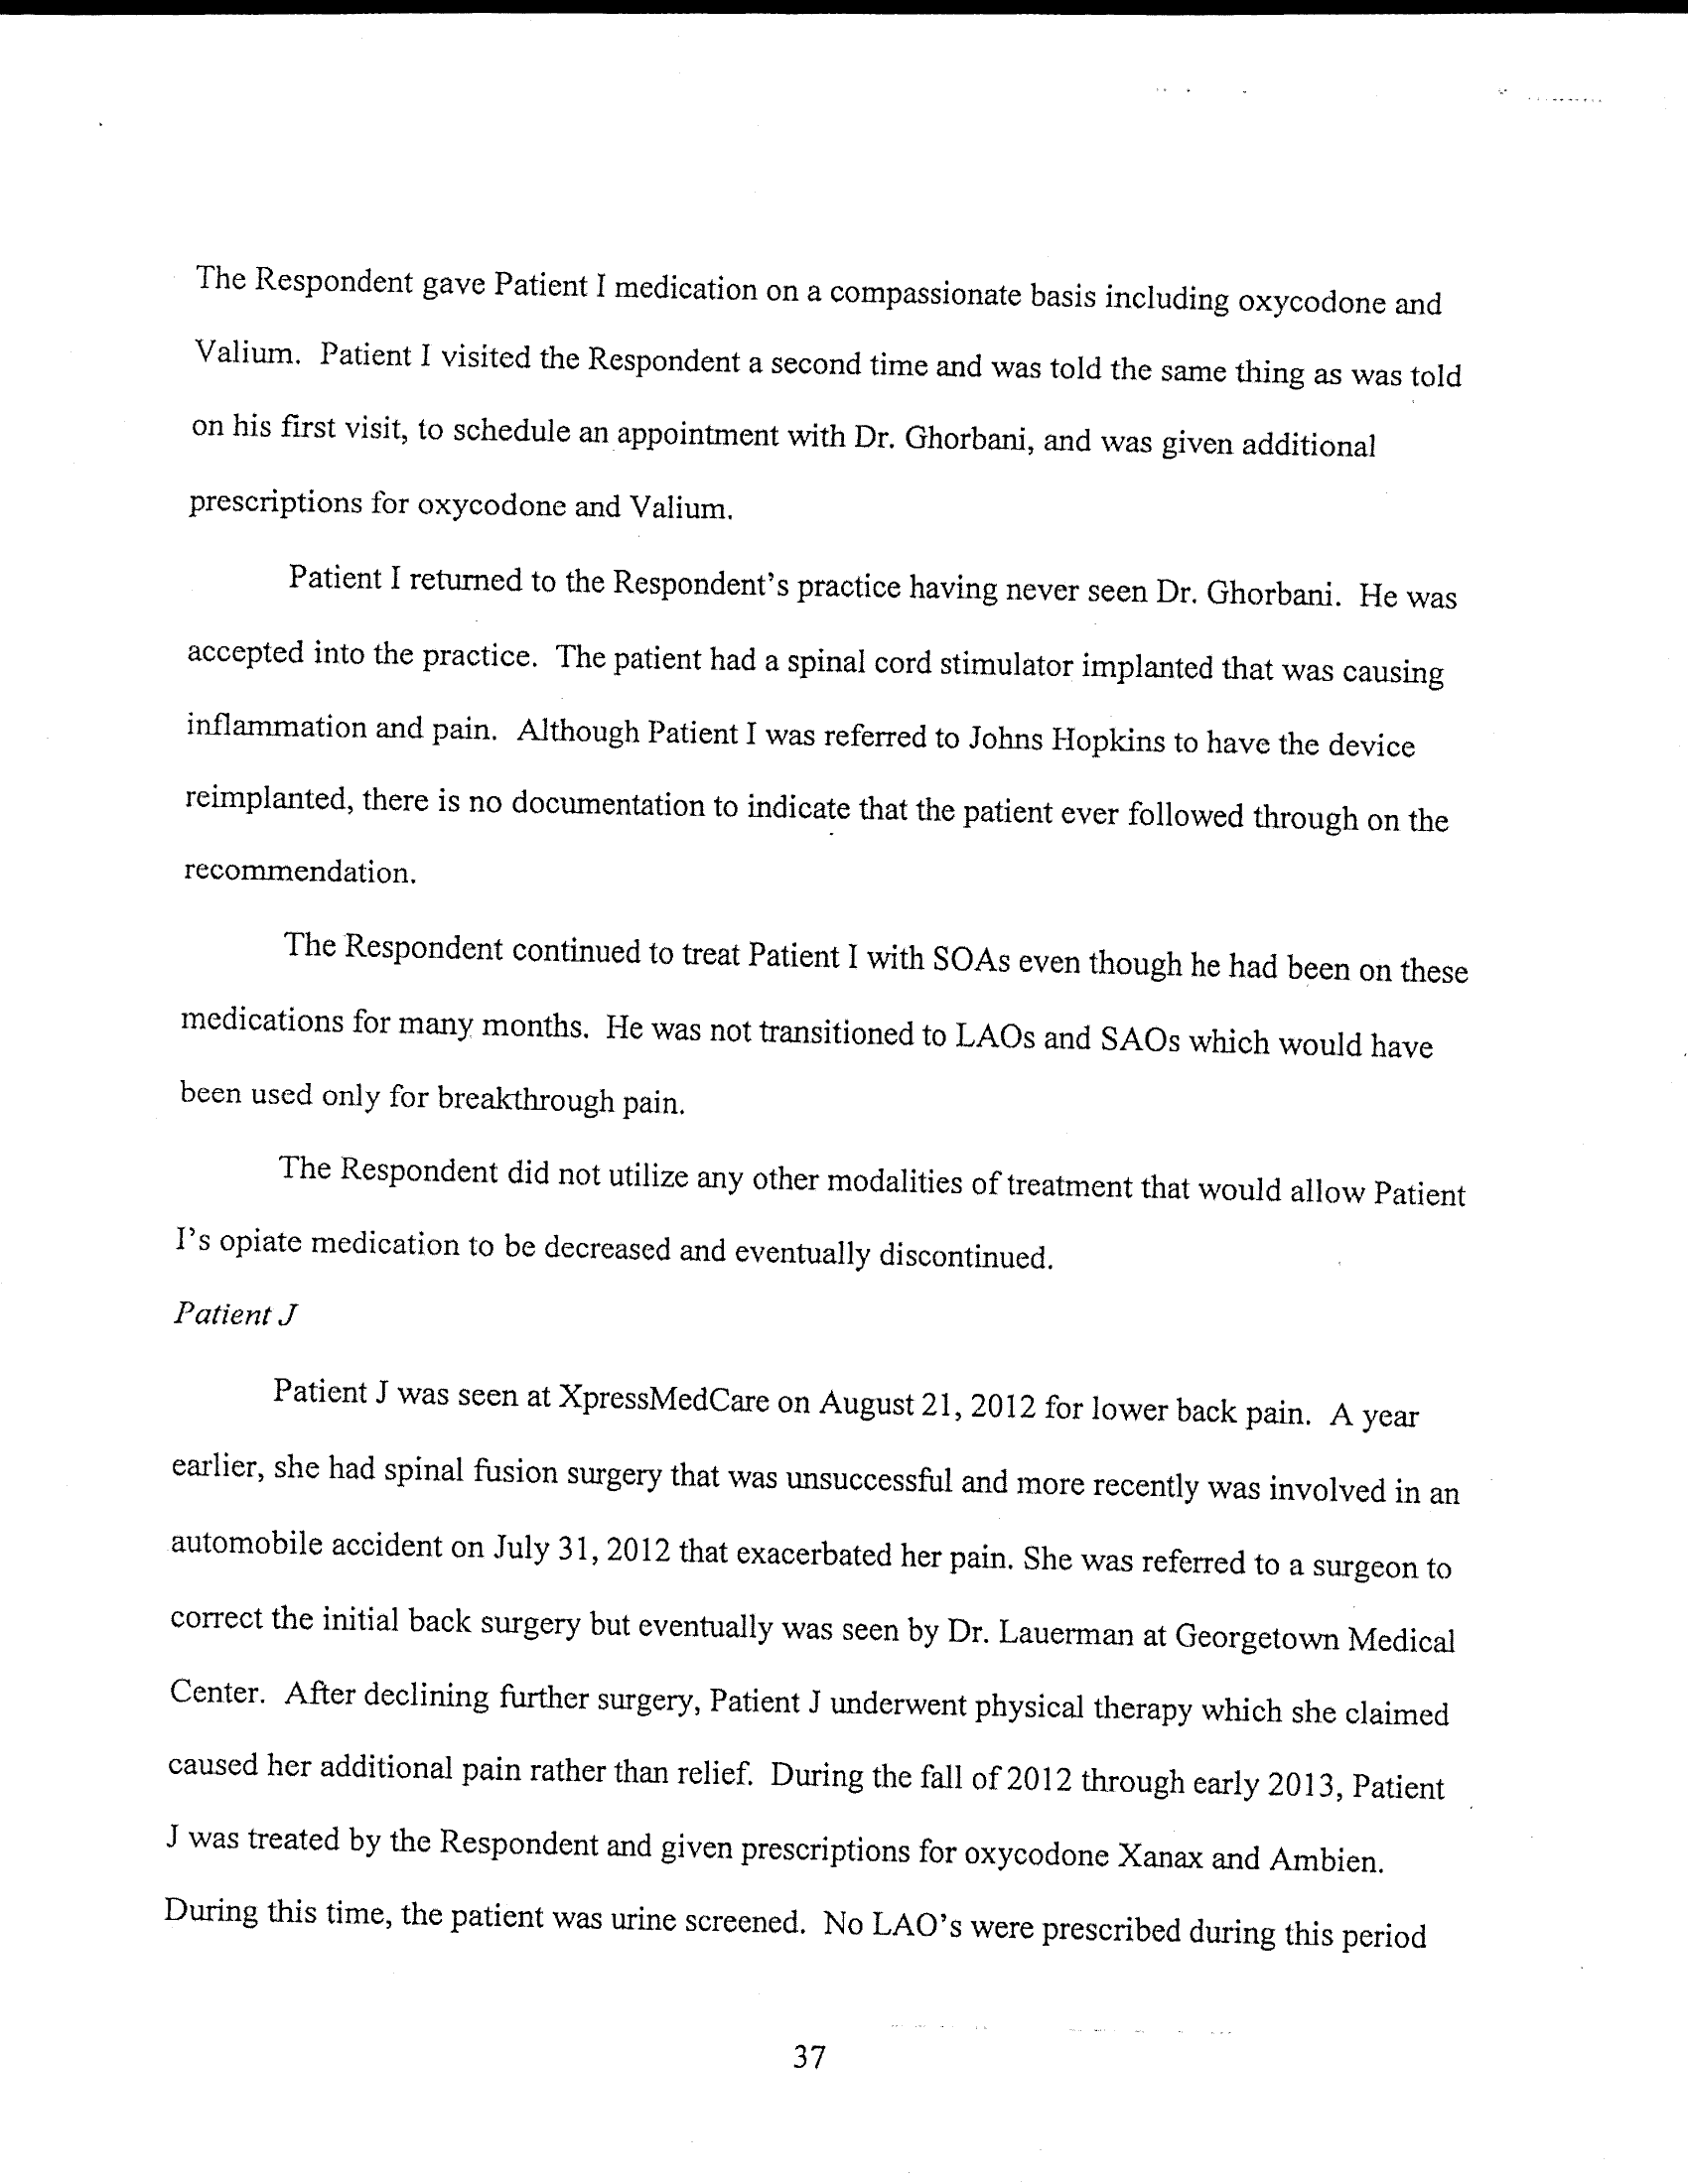 The Respondent gave Patient I medication on a compassionate basis including oxycodone and
Valium. Patient I visited the Respondent a second time and was told the same thing as was told
on his first visit, to schedule an appointment with Dr. Ghorbani, and was given additional
prescriptions for oxycodone and Valium.
Patient I returned to the Respondent's practice having never seen Dr. Ghorbani. He was
accepted into the practice. The patient had a spinal cord stimulator implanted that was causing
inflammation and pain. Although Patient I was referred to Johns Hopkins to have the device
reimplanted, there is no documentation to indicate that the patient ever followed through on the
recommendation.
The Respondent continued to treat Patient I with SOAs even though he had been on these
medications for many months. He was not transitioned to LAOs and SAOs which would have
been used only for breakthrough pain.
The Respondent did not utilize any other modalities of treatment that would allow Patient
I's opiate medication to be decreased and eventually discontinued.
Patient J
Patient J was seen at XpressMedCare on August 21, 2012 for lower back pain. A year
earlier, she had spinal fusion surgery that was unsuccessful and more recently was involved in an
automobile accident on July 31, 2012 that exacerbated her pain. She was referred to a surgeon to
correct the initial back surgery but eventually was seen by Dr. Lauerman at Georgetown Medical
Center. After declining further surgery, Patient J underwent physical therapy which she claimed
caused her additional pain rather than relief. During the fall of 2012 through early 2013, Patient
J was treated by the Respondent and given prescriptions for oxycodone Xanax and Ambien.
During this time, the patient was urine screened. No LAO's were prescribed during this period
37